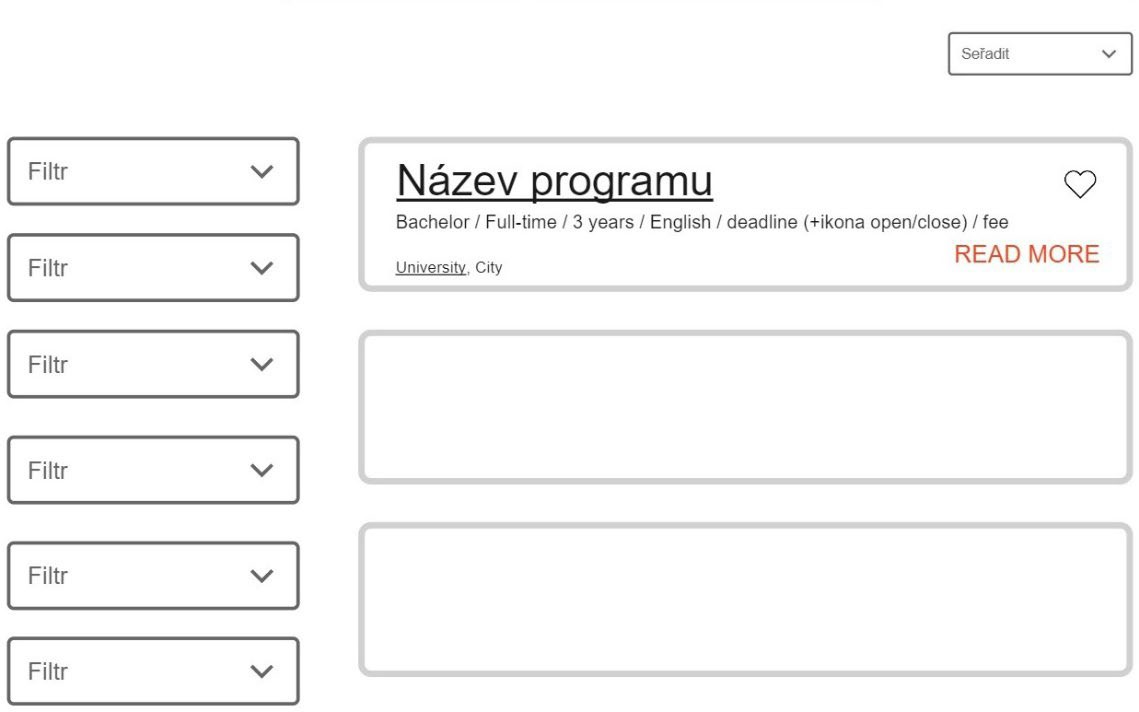 Seřadit
Filtr
Filtr
Filtr
Filtr
Filtr
Filtr
Název programu
Bachelor / Full-time / 3 years / English / deadline (+ikona open/close) / fee
READ MORE
University, City